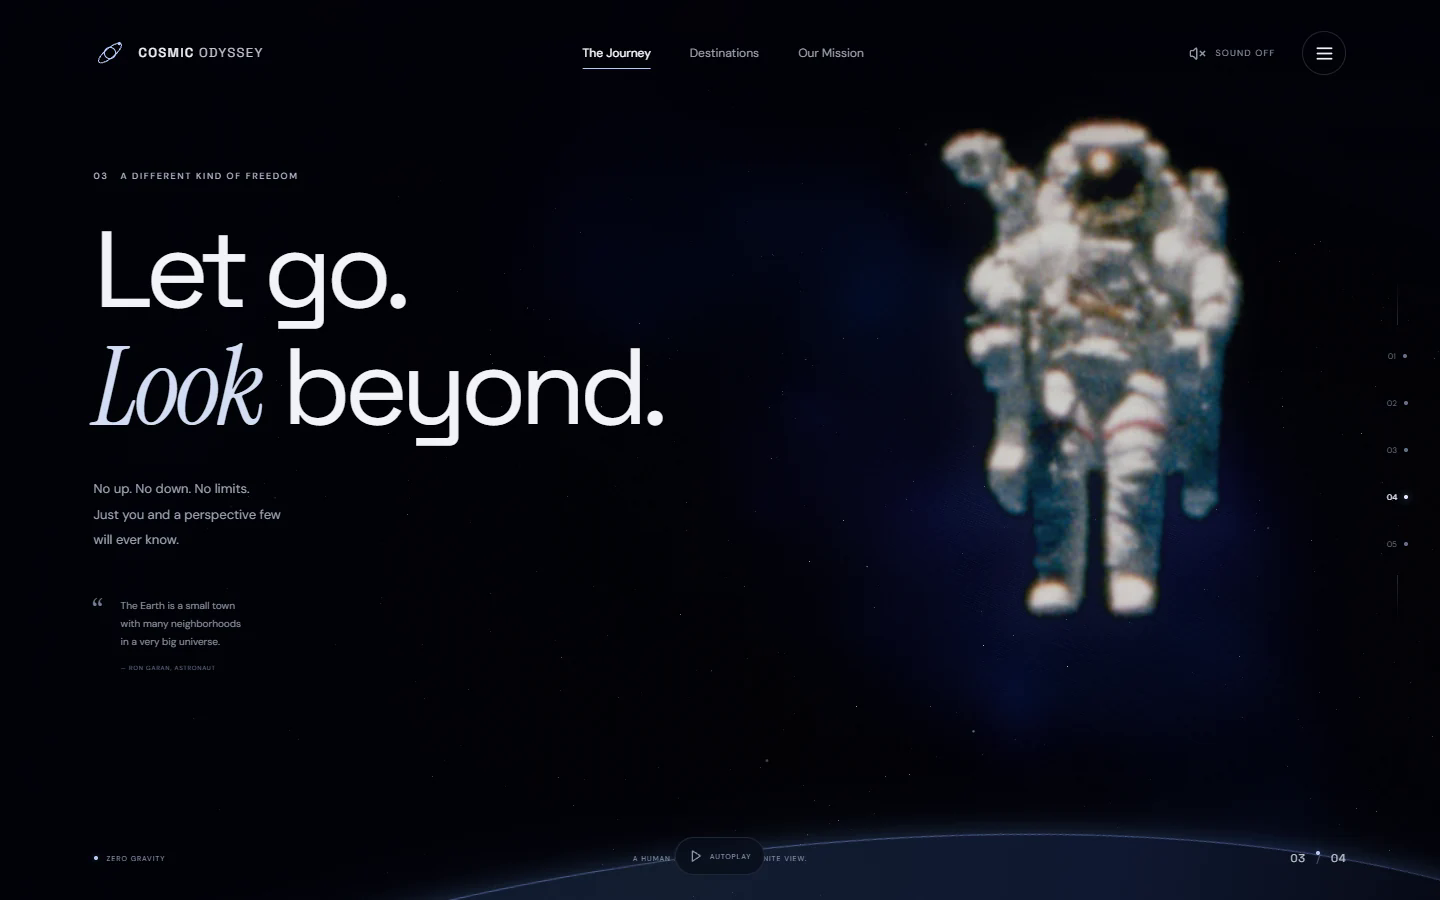 COSMIC ODYSSEY
The Journey
Destinations
Our Mission
SOUND OFF
03 A DIFFERENT KIND OF FREEDOM
Let go.
Look beyond.
No up. No down. No limits.
Just you and a perspective few
will ever know.
“ The Earth is a small town
with many neighborhoods
in a very big universe.
— RON GARAN, ASTRONAUT
01
02
03
04
05
ZERO GRAVITY
A HUMAN
AUTOPLAY
NITE VIEW.
03 / 04